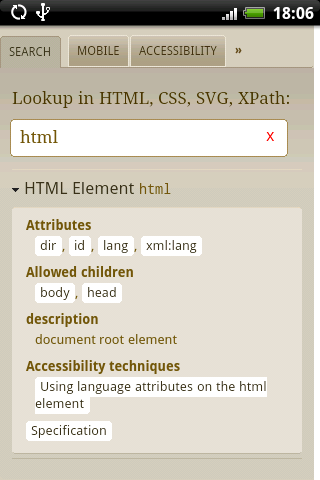 18:06
SEARCH MOBILE ACCESSIBILITY »
Lookup in HTML, CSS, SVG, XPath:
html X
HTML Element html
Attributes
dir, id, lang, xml:lang
Allowed children
body, head
description
document root element
Accessibility techniques
Using language attributes on the html
element
Specification